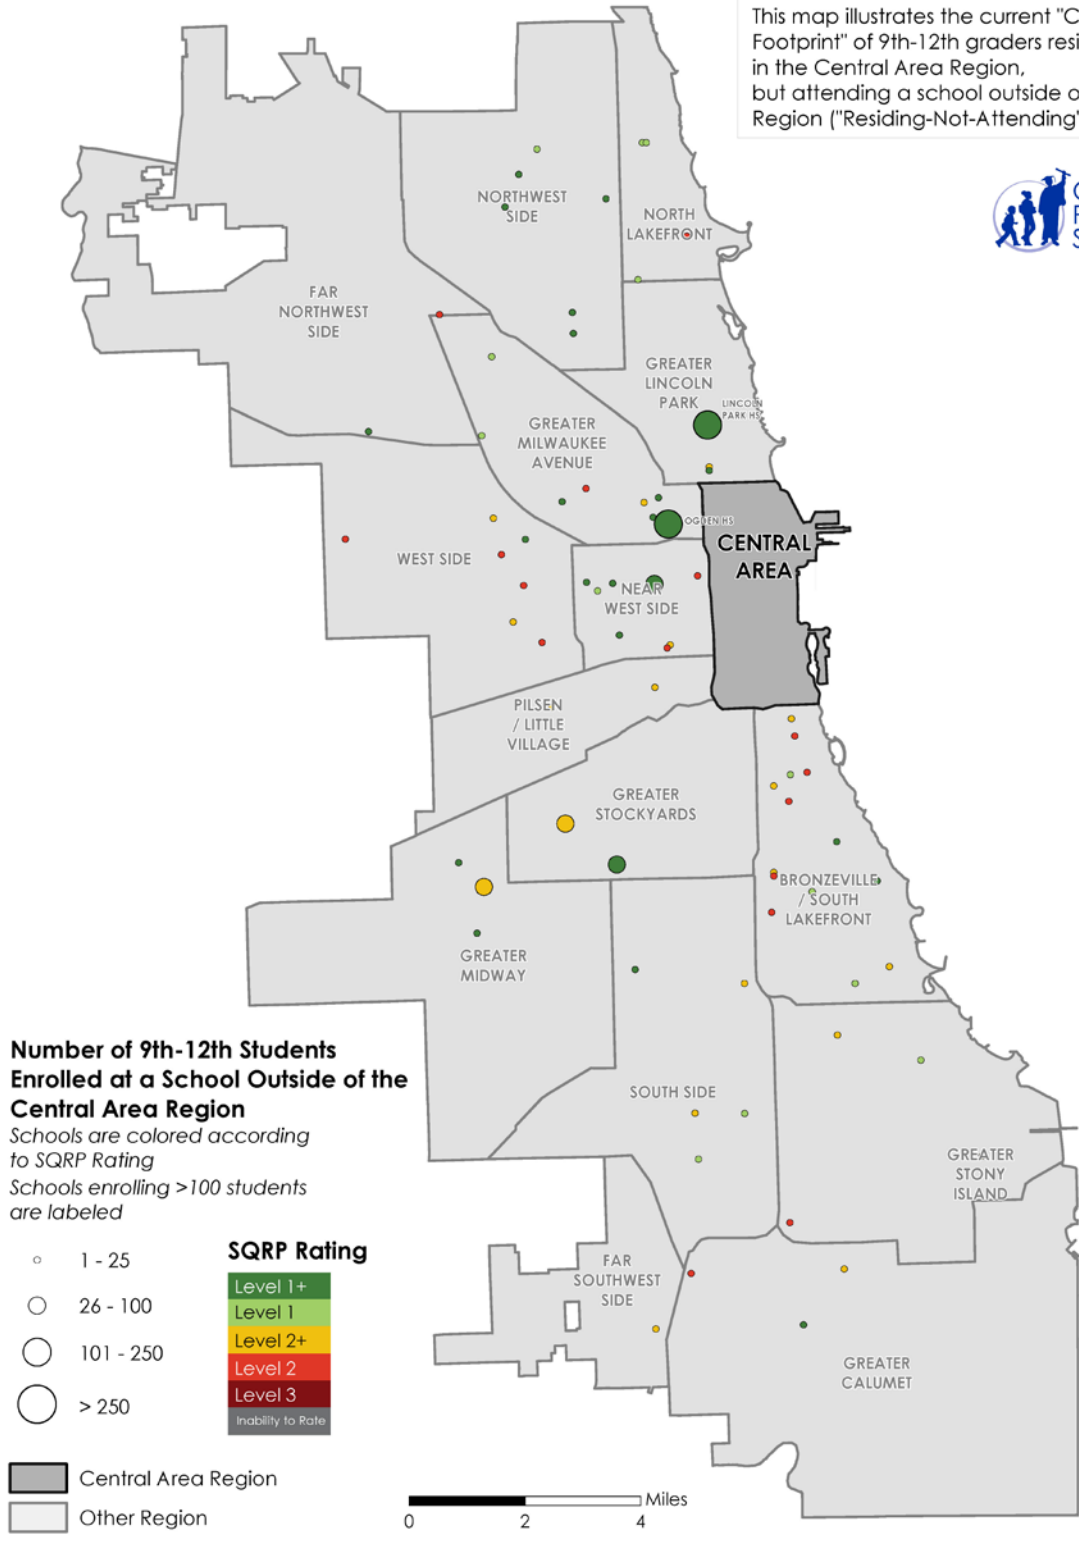 This map illustrates the current "C
Footprint" of 9th-12th graders resi
in the Central Area Region,
but attending a school outside o
Region ("Residing-Not-Attending"
NORTHWEST
SIDE
NORTH
LAKEFRONT
FAR
NORTHWEST
SIDE
GREATER
LINCOLN
PARK
LINCOLN
PARK HS
GREATER
MILWAUKEE
AVENUE
OGDEN HS
CENTRAL
AREA
WEST SIDE
NEAR
WEST SIDE
PILSEN
/ LITTLE
VILLAGE
GREATER
STOCKYARDS
BRONZEVILLE
/ SOUTH
LAKEFRONT
GREATER
MIDWAY
SOUTH SIDE
GREATER
STONY
ISLAND
FAR
SOUTHWEST
SIDE
GREATER
CALUMET
Number of 9th-12th Students
Enrolled at a School Outside of the
Central Area Region
Schools are colored according
to SQRP Rating
Schools enrolling >100 students
are labeled
1 - 25
26 - 100
101 - 250
> 250
SQRP Rating
Level 1+
Level 1
Level 2+
Level 2
Level 3
Inability to Rate
Central Area Region
Other Region
Miles
0 2 4